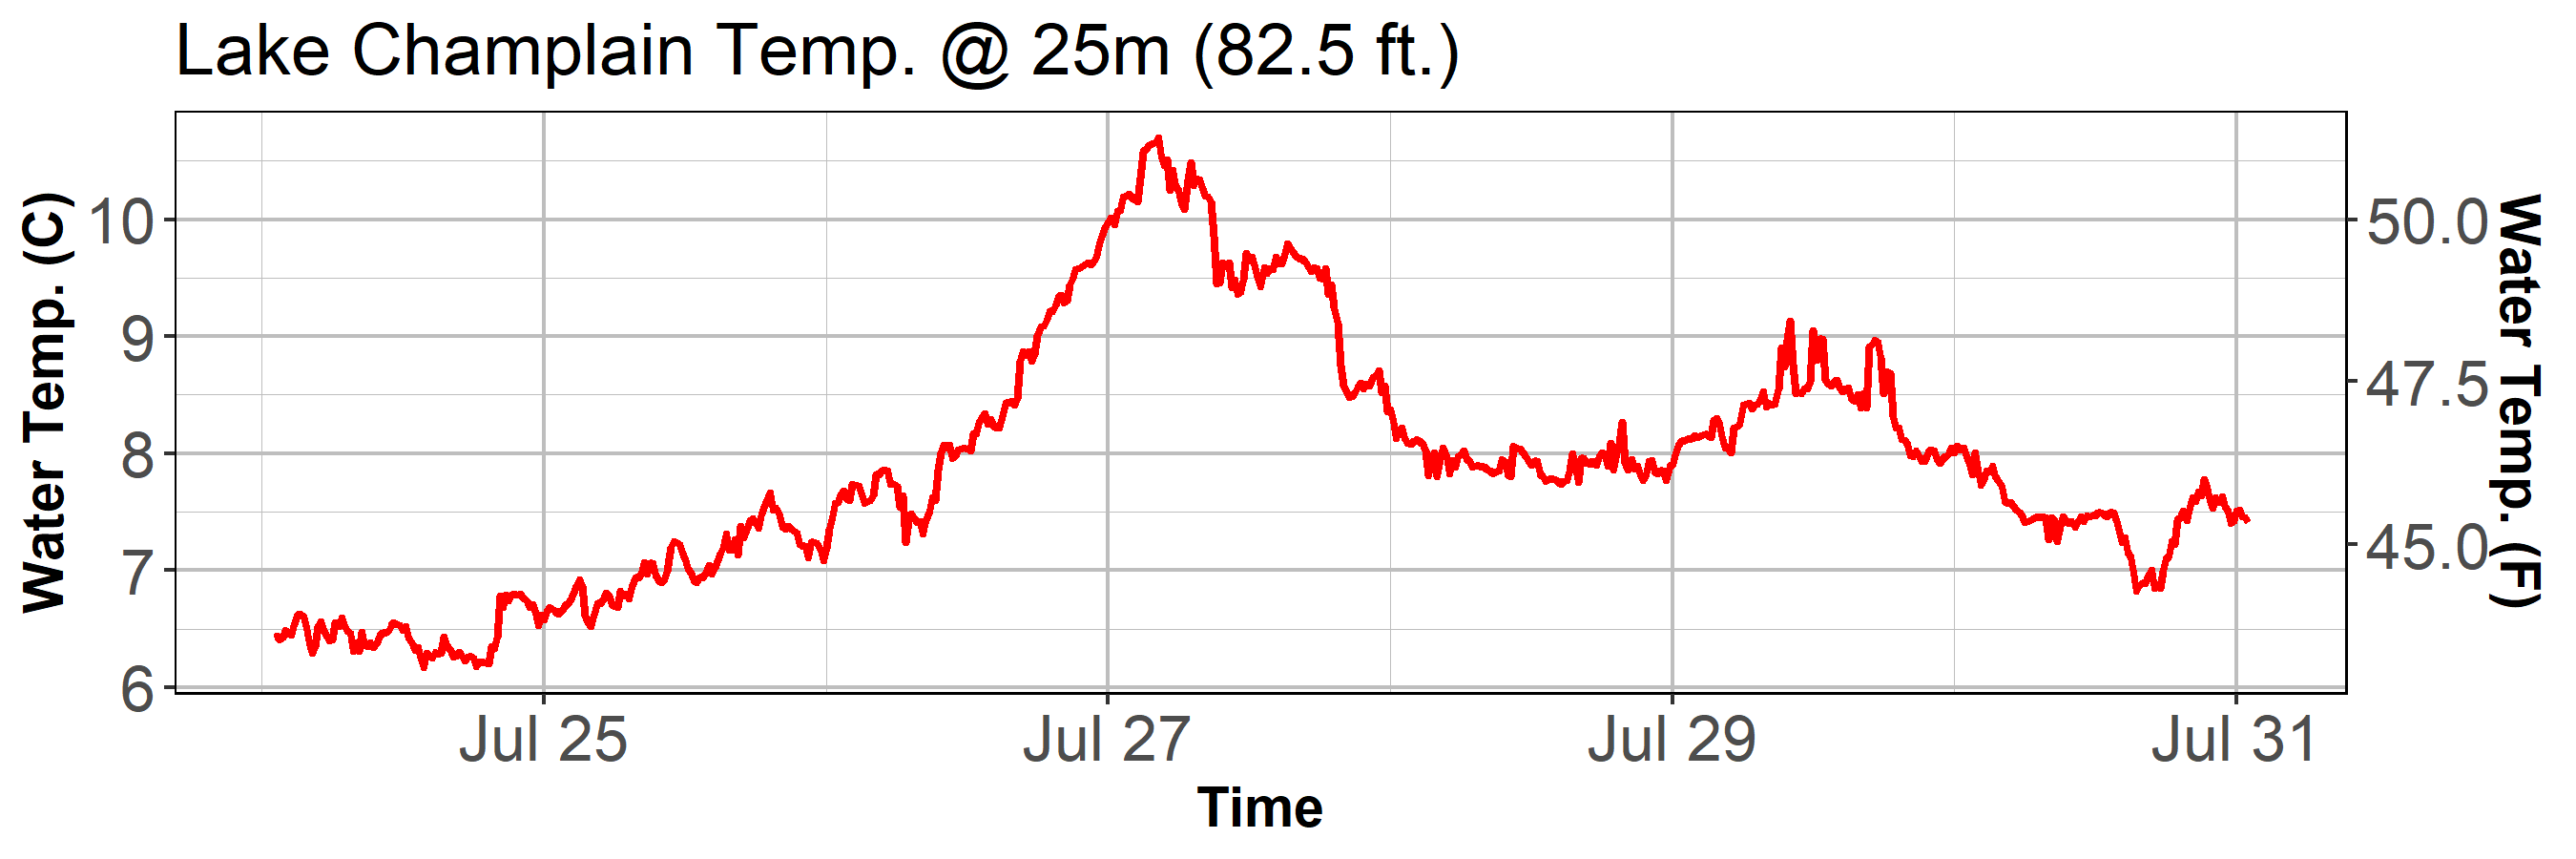 Lake Champlain Temp. @ 25m (82.5 ft.)
Water Temp. (C)
10
9
8
7
6
50.0
47.5
45.0
Water Temp. (F)
Jul 25
Jul 27
Jul 29
Jul 31
Time